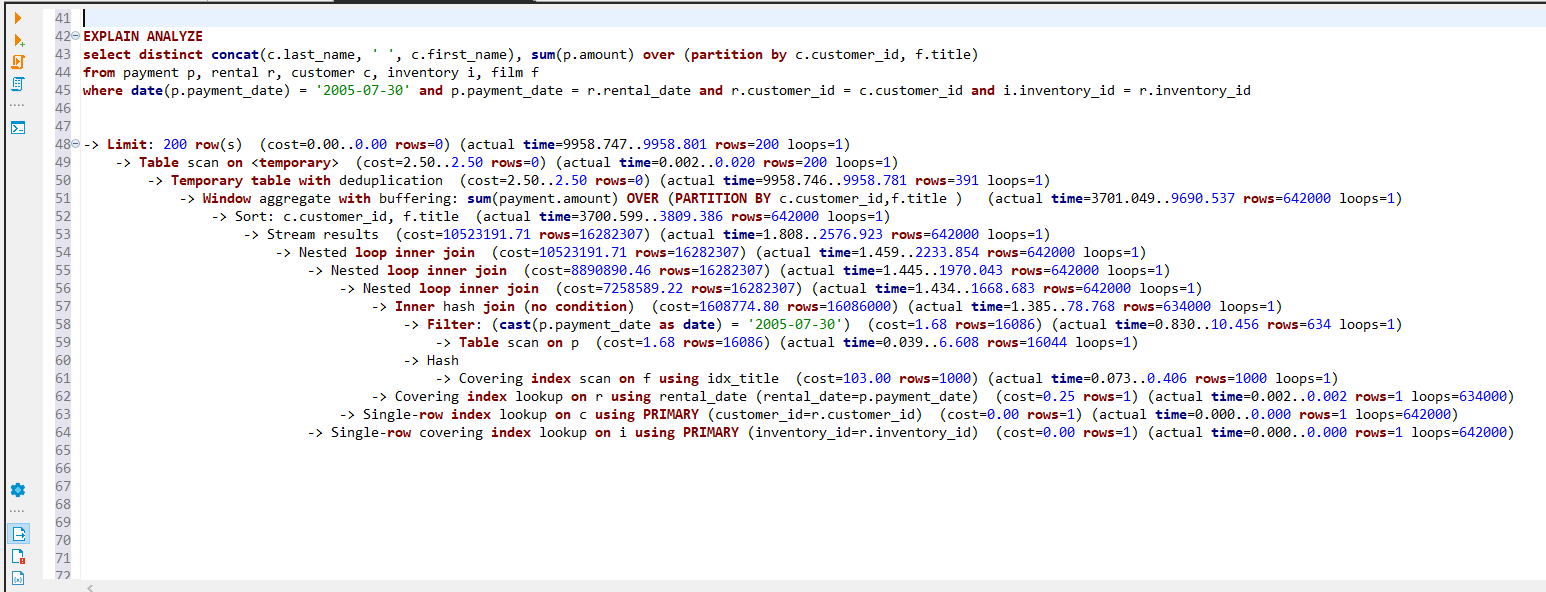 41
42 EXPLAIN ANALYZE
43 select distinct concat(c.last_name, ' ', c.first_name), sum(p.amount) over (partition by c.customer_id, f.title)
44 from payment p, rental r, customer c, inventory i, film f
45 where date(p.payment_date) = '2005-07-30' and p.payment_date = r.rental_date and r.customer_id = c.customer_id and i.inventory_id = r.inventory_id
46
47
48 -> Limit: 200 row(s)  (cost=0.00..0.00 rows=0) (actual time=9958.747..9958.801 rows=200 loops=1)
49     -> Table scan on <temporary>  (cost=2.50..2.50 rows=0) (actual time=0.002..0.020 rows=200 loops=1)
50         -> Temporary table with deduplication  (cost=2.50..2.50 rows=0) (actual time=9958.746..9958.781 rows=391 loops=1)
51             -> Window aggregate with buffering: sum(payment.amount) OVER (PARTITION BY c.customer_id,f.title )   (actual time=3701.049..9690.537 rows=642000 loops=1)
52                 -> Sort: c.customer_id, f.title  (actual time=3700.599..3809.386 rows=642000 loops=1)
53                     -> Stream results  (cost=10523191.71 rows=16282307) (actual time=1.808..2576.923 rows=642000 loops=1)
54                         -> Nested loop inner join  (cost=10523191.71 rows=16282307) (actual time=1.459..2233.854 rows=642000 loops=1)
55                             -> Nested loop inner join  (cost=8890890.46 rows=16282307) (actual time=1.445..1970.043 rows=642000 loops=1)
56                                 -> Nested loop inner join  (cost=7258589.22 rows=16282307) (actual time=1.434..1668.683 rows=642000 loops=1)
57                                     -> Inner hash join (no condition)  (cost=1608774.80 rows=16086000) (actual time=1.385..78.768 rows=634000 loops=1)
58                                         -> Filter: (cast(p.payment_date as date) = '2005-07-30')  (cost=1.68 rows=16086) (actual time=0.830..10.456 rows=634 loops=1)
59                                             -> Table scan on p  (cost=1.68 rows=16086) (actual time=0.039..6.608 rows=16044 loops=1)
60                                         -> Hash
61                                             -> Covering index scan on f using idx_title  (cost=103.00 rows=1000) (actual time=0.073..0.406 rows=1000 loops=1)
62                                     -> Covering index lookup on r using rental_date (rental_date=p.payment_date)  (cost=0.25 rows=1) (actual time=0.002..0.002 rows=1 loops=634000)
63                                 -> Single-row index lookup on c using PRIMARY (customer_id=r.customer_id)  (cost=0.00 rows=1) (actual time=0.000..0.000 rows=1 loops=642000)
64                             -> Single-row covering index lookup on i using PRIMARY (inventory_id=r.inventory_id)  (cost=0.00 rows=1) (actual time=0.000..0.000 rows=1 loops=642000)
65
66
67
68
69
70
71
72